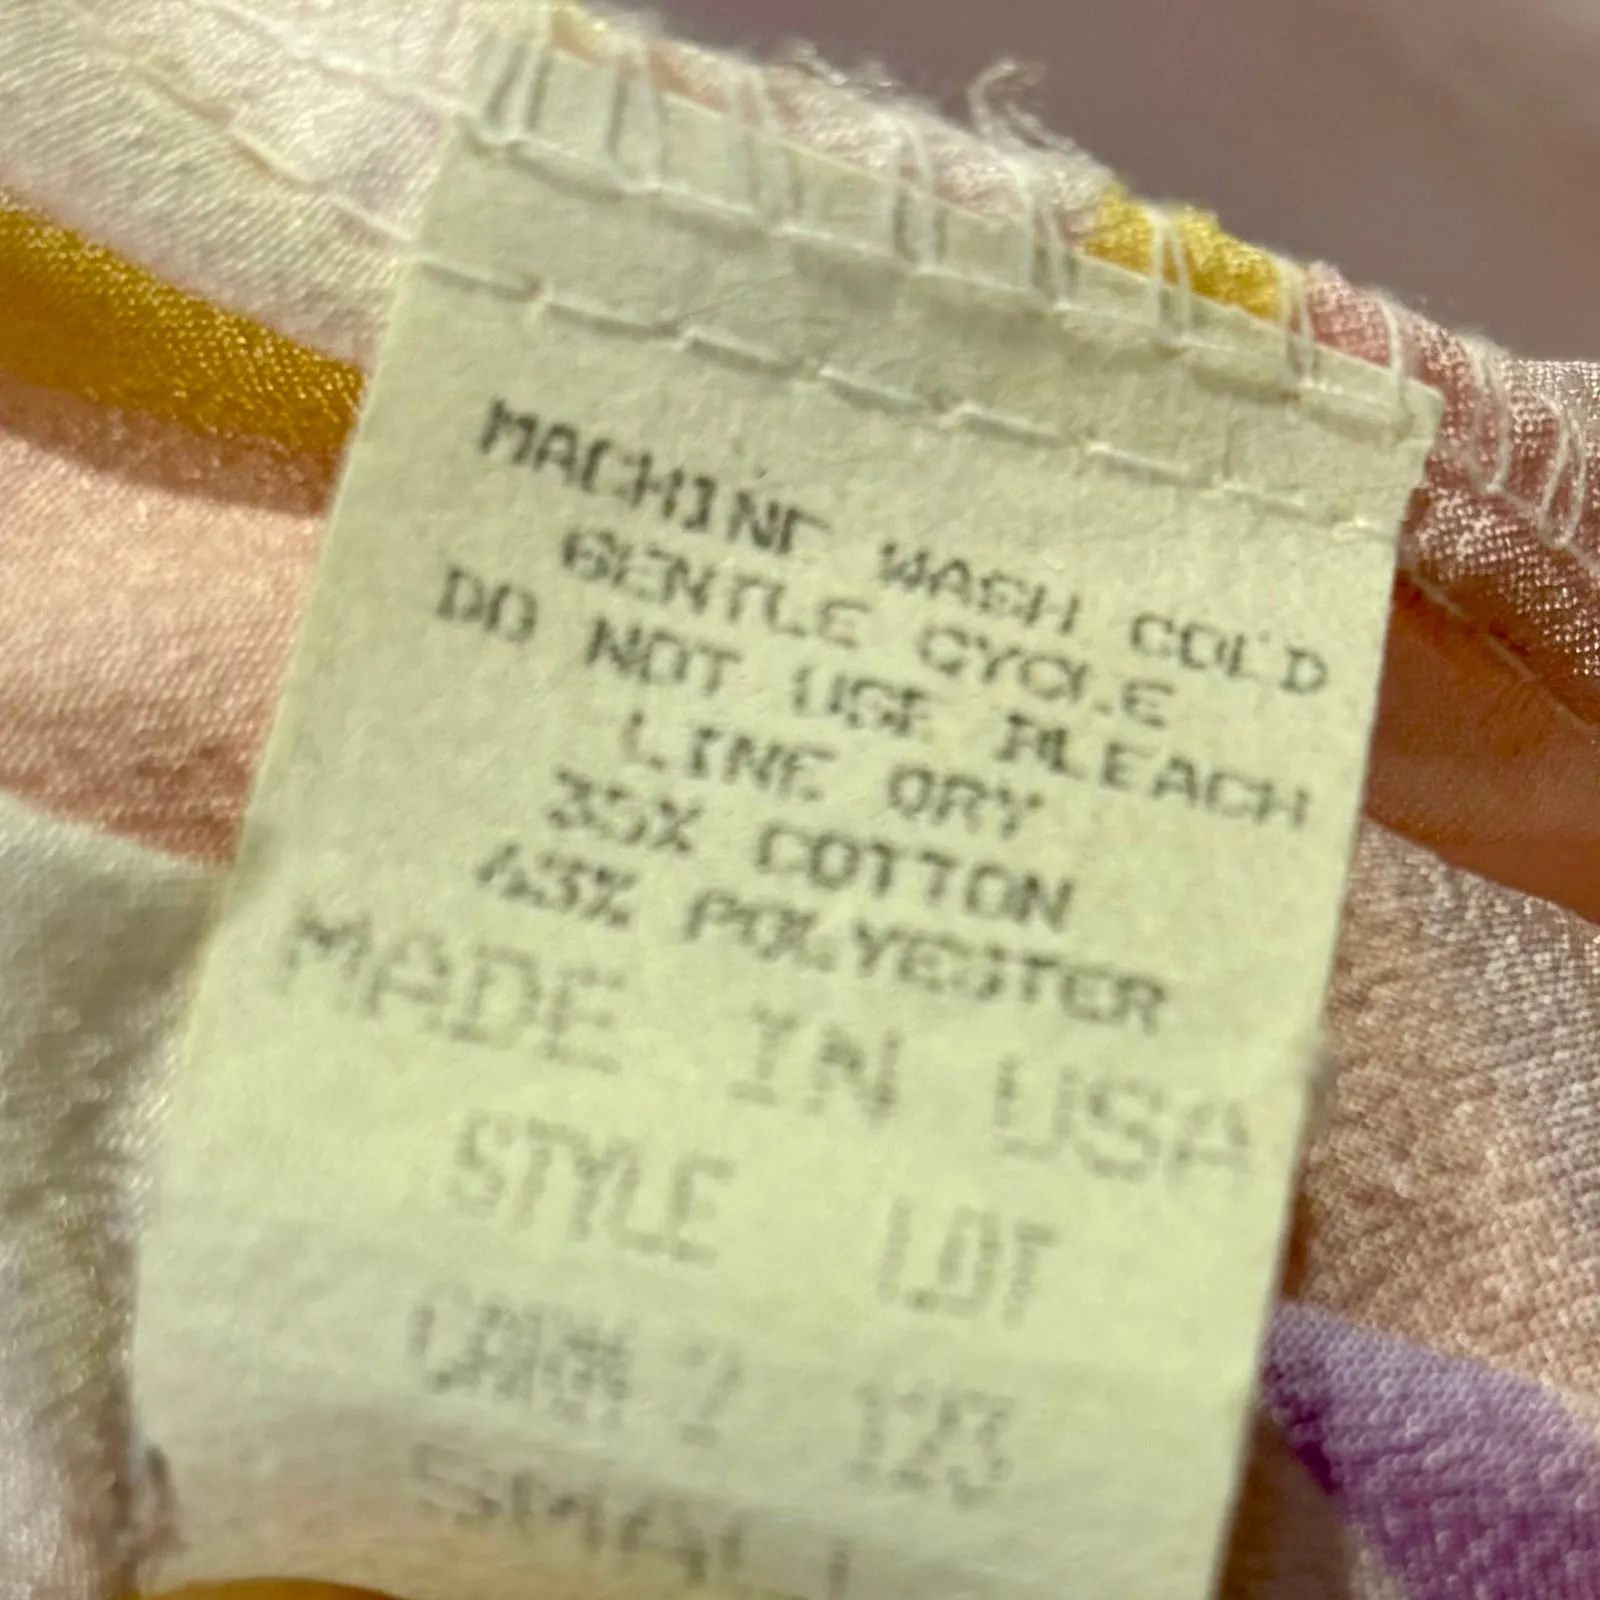 MACHINE WASH COLD
GENTLE CYCLE
DO NOT USE BLEACH
LINE DRY
35% COTTON
65% POLYESTER
MADE IN USA
STYLE LOT
123
SMALL